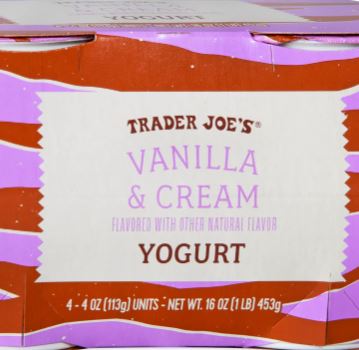 & CREAM
YOGURT
TRADER JOE'S®
VANILLA
& CREAM
FLAVORED WITH OTHER NATURAL FLAVOR
YOGURT
4 - 4 OZ (113g) UNITS - NET WT. 16 OZ (1 LB) 453g